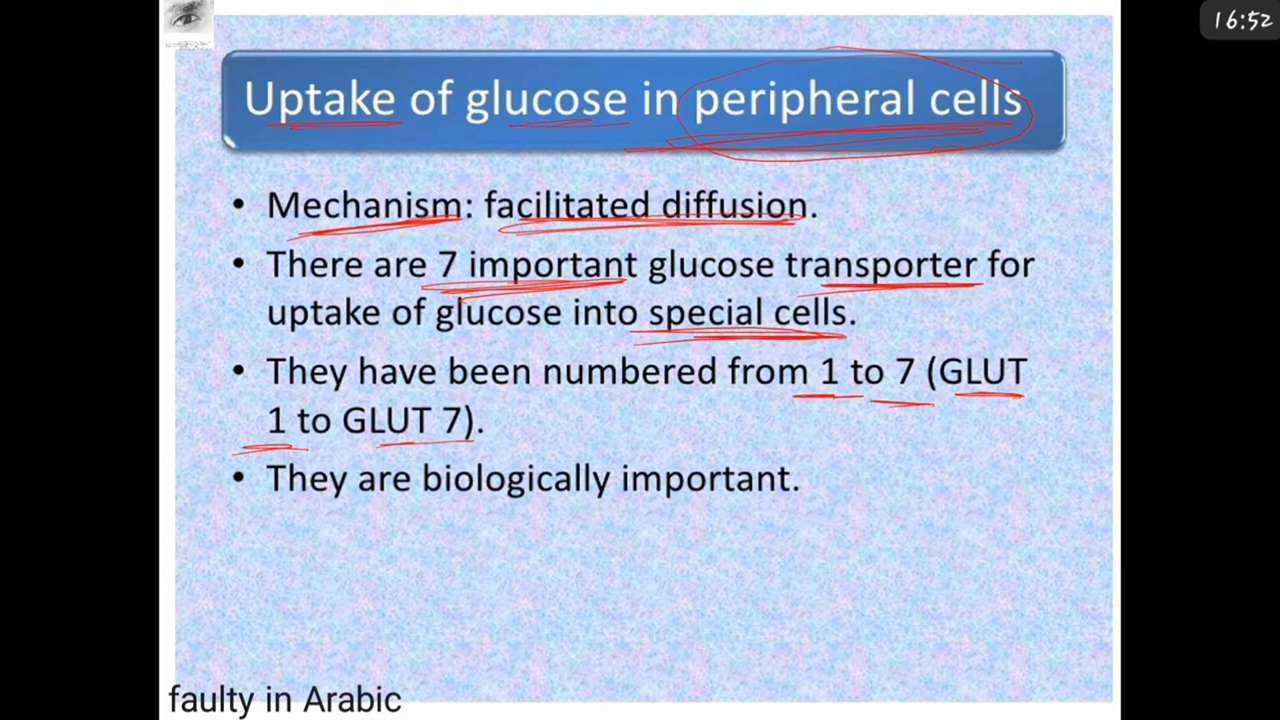 16:52
Uptake of glucose in peripheral cells
• Mechanism: facilitated diffusion.
• There are 7 important glucose transporter for
uptake of glucose into special cells.
• They have been numbered from 1 to 7 (GLUT
1 to GLUT 7).
• They are biologically important.
faulty in Arabic